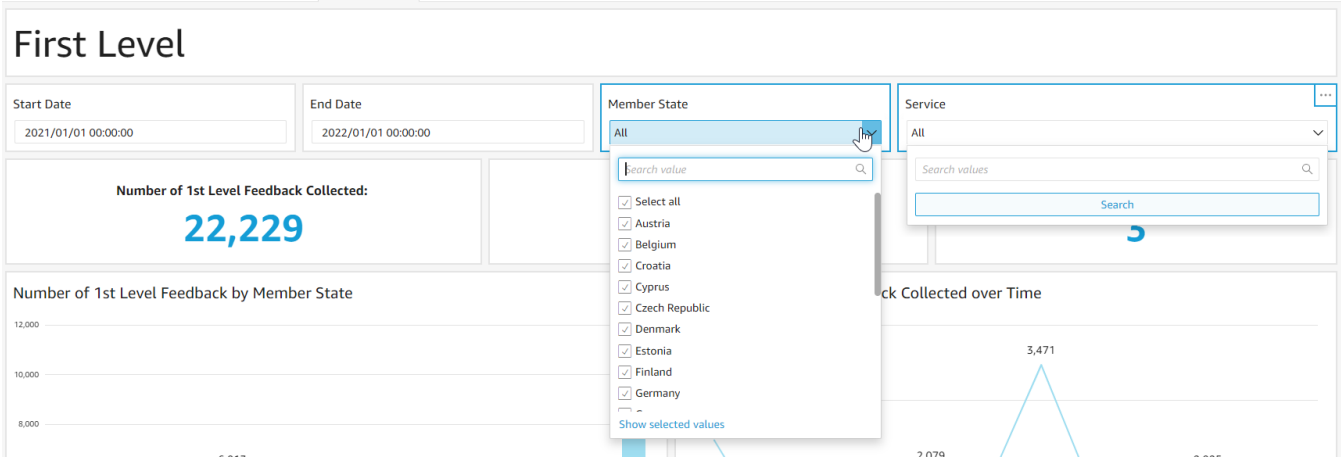 First Level
Start Date
2021/01/01 00:00:00
End Date
2022/01/01 00:00:00
Member State
All
Search value
Select all
Austria
Belgium
Croatia
Cyprus
Czech Republic
Denmark
Estonia
Finland
Germany
Show selected values
Service
All
Search values
Search
Number of 1st Level Feedback Collected:
22,229
3
Number of 1st Level Feedback by Member State
12,000
10,000
8,000
ck Collected over Time
3,471
2,079